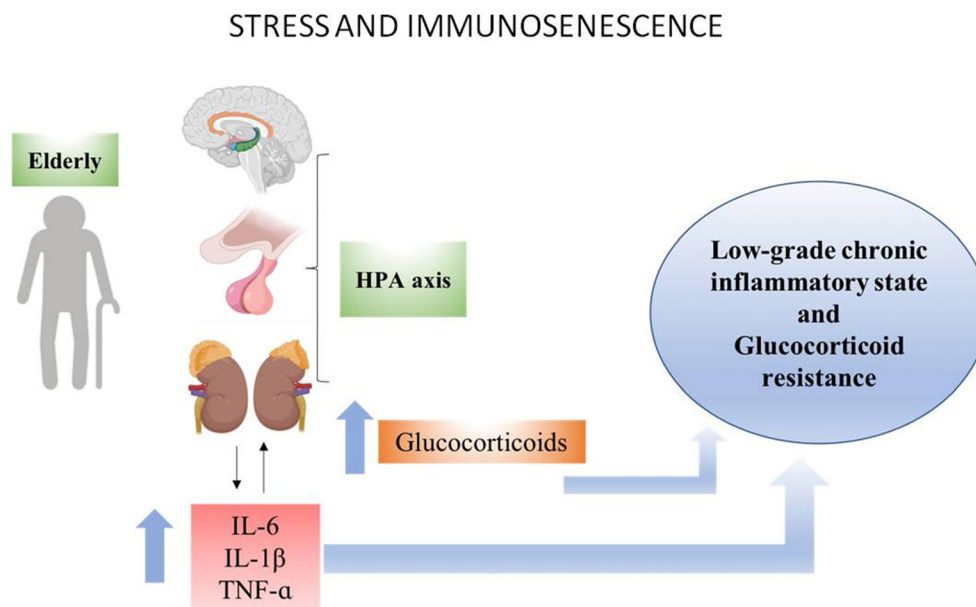 STRESS AND IMMUNOSENESCENCE
Elderly
HPA axis
Low-grade chronic
inflammatory state
and
Glucocorticoid
resistance
Glucocorticoids
IL-6
IL-1β
TNF-α